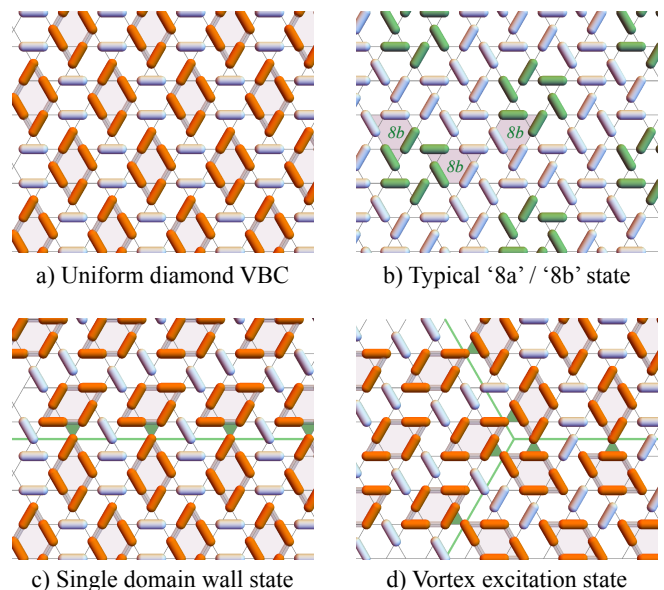 8b
8b
8b
a) Uniform diamond VBC
b) Typical ‘8a’ / ‘8b’ state
c) Single domain wall state
d) Vortex excitation state